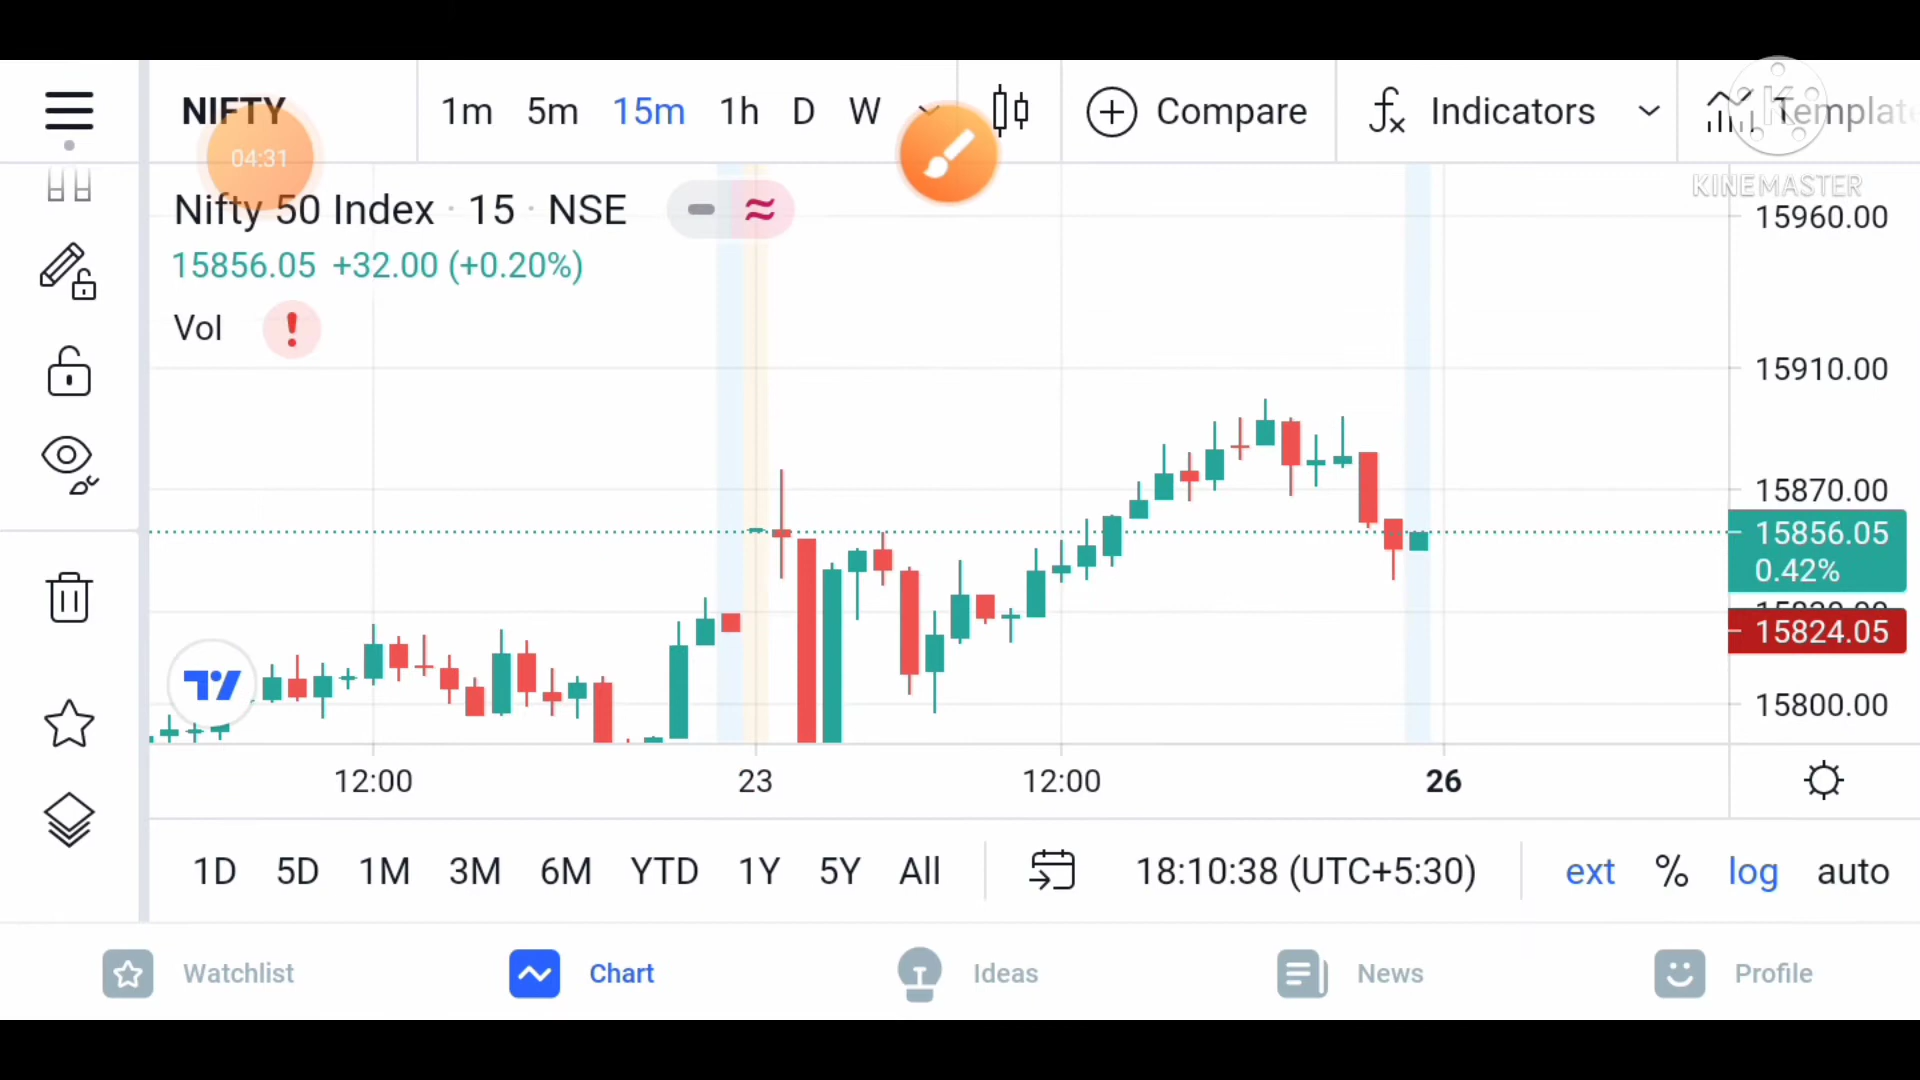 NIFTY
1m 5m 15m 1h D W
Compare
Indicators
Templat
04:31
KINEMASTER
Nifty 50 Index · 15 · NSE
15856.05 +32.00 (+0.20%)
Vol
15960.00
15910.00
15870.00
15856.05
0.42%
15824.05
15800.00
12:00 23 12:00 26
1D 5D 1M 3M 6M YTD 1Y 5Y All
18:10:38 (UTC+5:30)
ext % log auto
Watchlist Chart Ideas News Profile